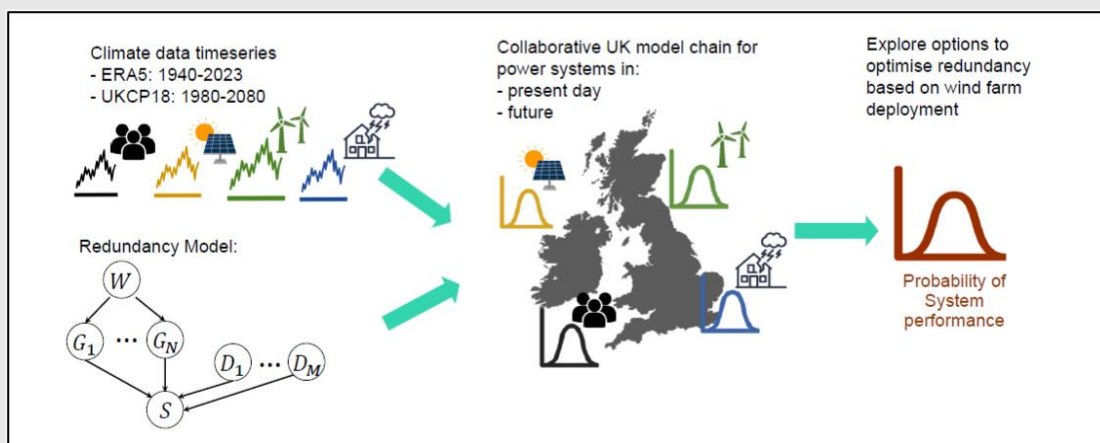 Climate data timeseries
- ERA5: 1940-2023
- UKCP18: 1980-2080
Redundancy Model:
W
G₁ ··· G_N
D₁ ··· D_M
S
Collaborative UK model chain for
power systems in:
- present day
- future
Explore options to
optimise redundancy
based on wind farm
deployment
Probability of
System
performance